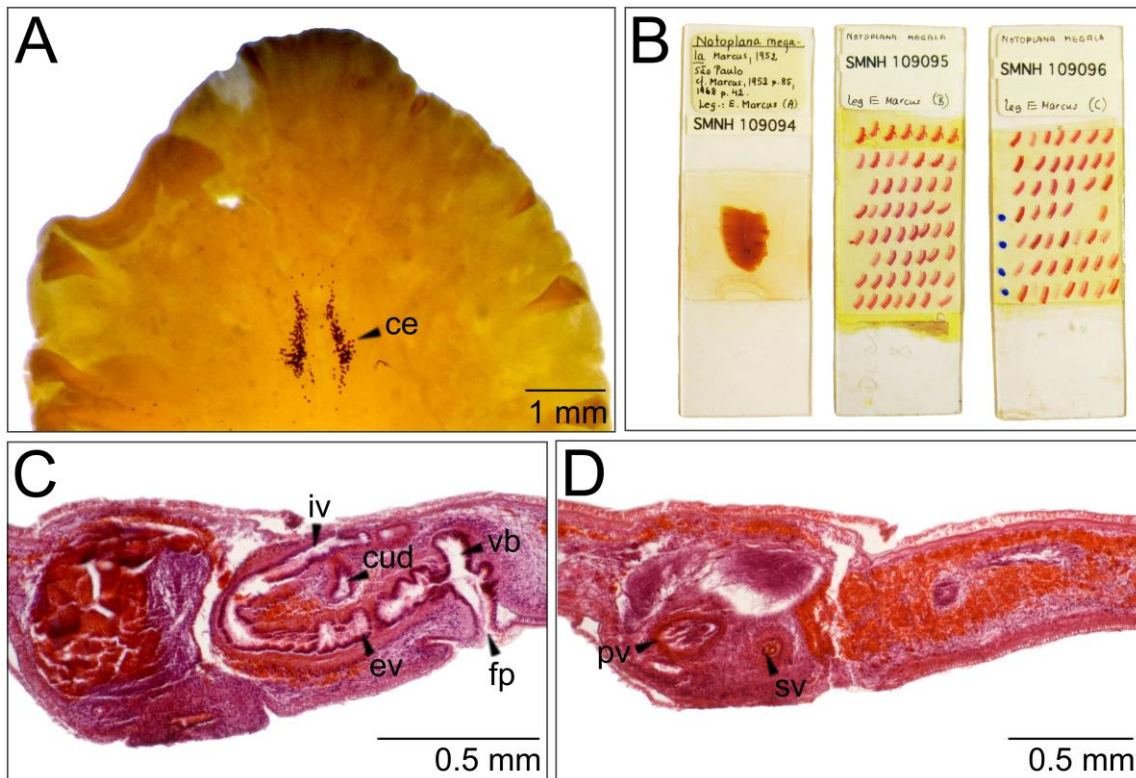 A
ce
1 mm
B
Notoplana mega-
la Marcus, 1952
São Paulo
cf. Marcus, 1952 p.85,
1968 p. 42.
Leg.: E. Marcus (A)
SMNH 109094
NOTOPLANA MEGALA
SMNH 109095
leg E Marcus (B)
NOTOPLANA MEGALA
SMNH 109096
leg E Marcus (C)
C
iv
cud
vb
ev
fp
0.5 mm
D
pv
sv
0.5 mm